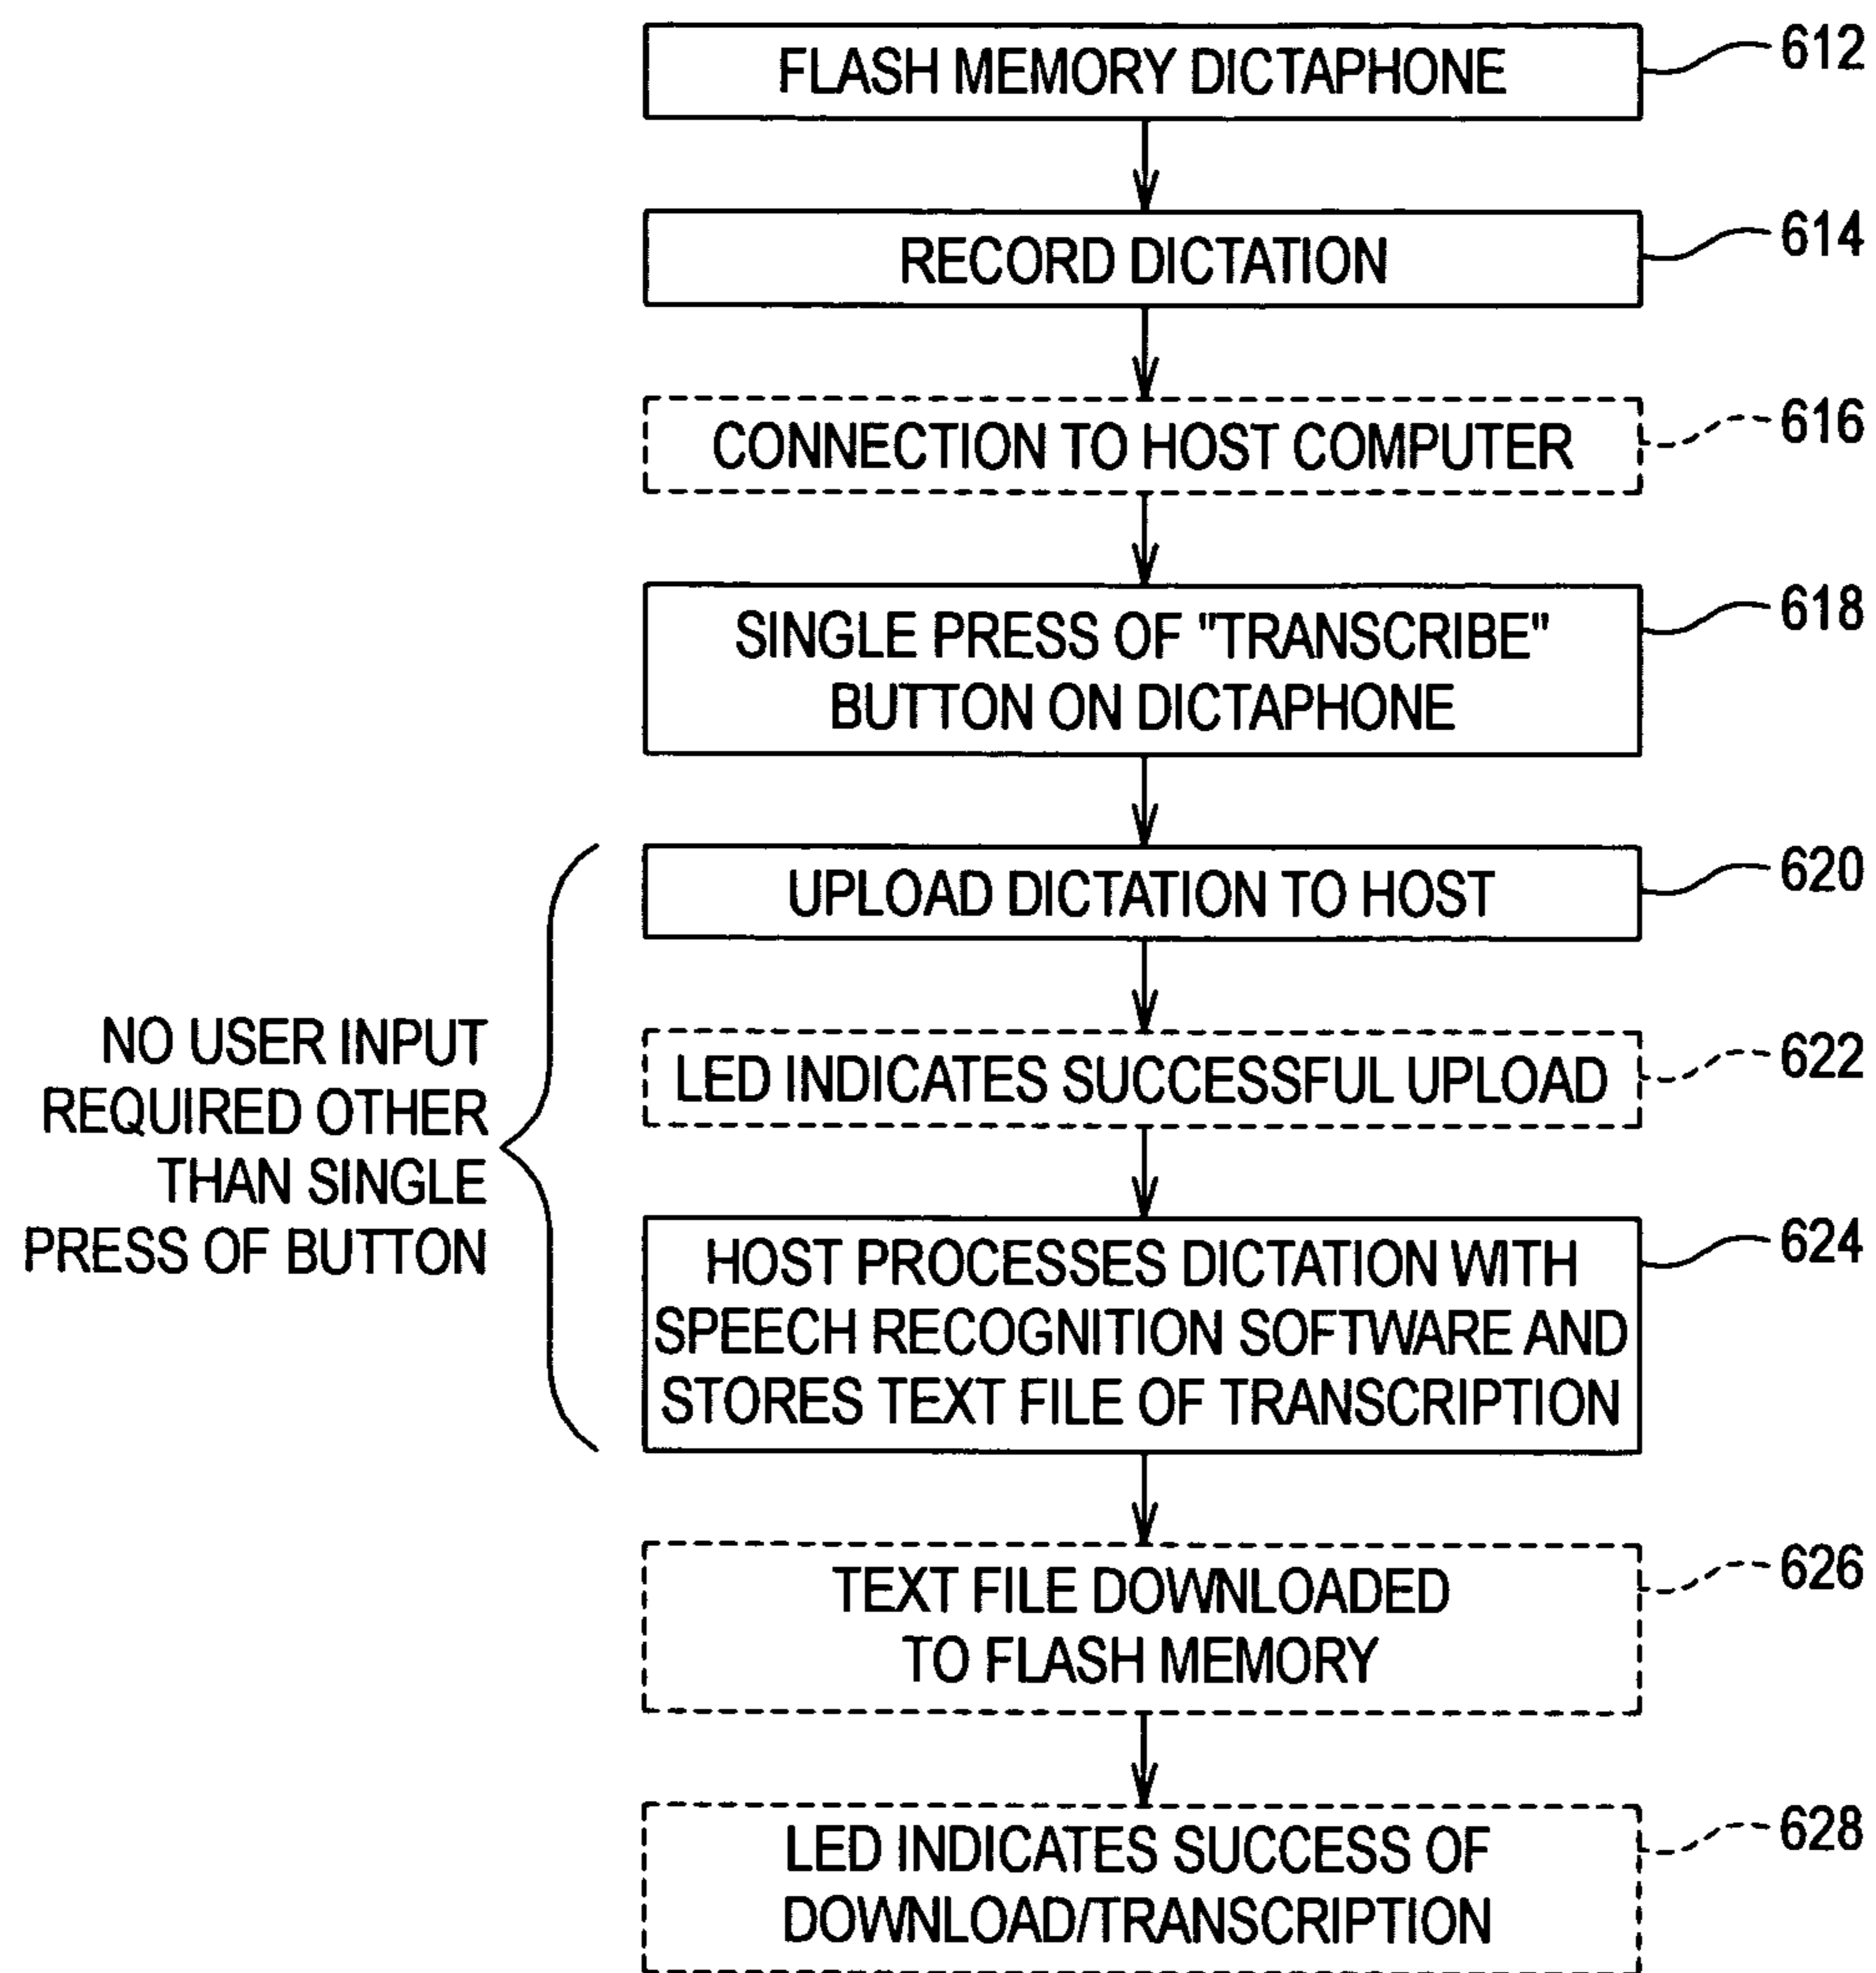 FLASH MEMORY DICTAPHONE
612
RECORD DICTATION
614
CONNECTION TO HOST COMPUTER
616
SINGLE PRESS OF "TRANSCRIBE"
BUTTON ON DICTAPHONE
618
UPLOAD DICTATION TO HOST
620
NO USER INPUT
REQUIRED OTHER
THAN SINGLE
PRESS OF BUTTON
LED INDICATES SUCCESSFUL UPLOAD
622
HOST PROCESSES DICTATION WITH
SPEECH RECOGNITION SOFTWARE AND
STORES TEXT FILE OF TRANSCRIPTION
624
TEXT FILE DOWNLOADED
TO FLASH MEMORY
626
LED INDICATES SUCCESS OF
DOWNLOAD/TRANSCRIPTION
628